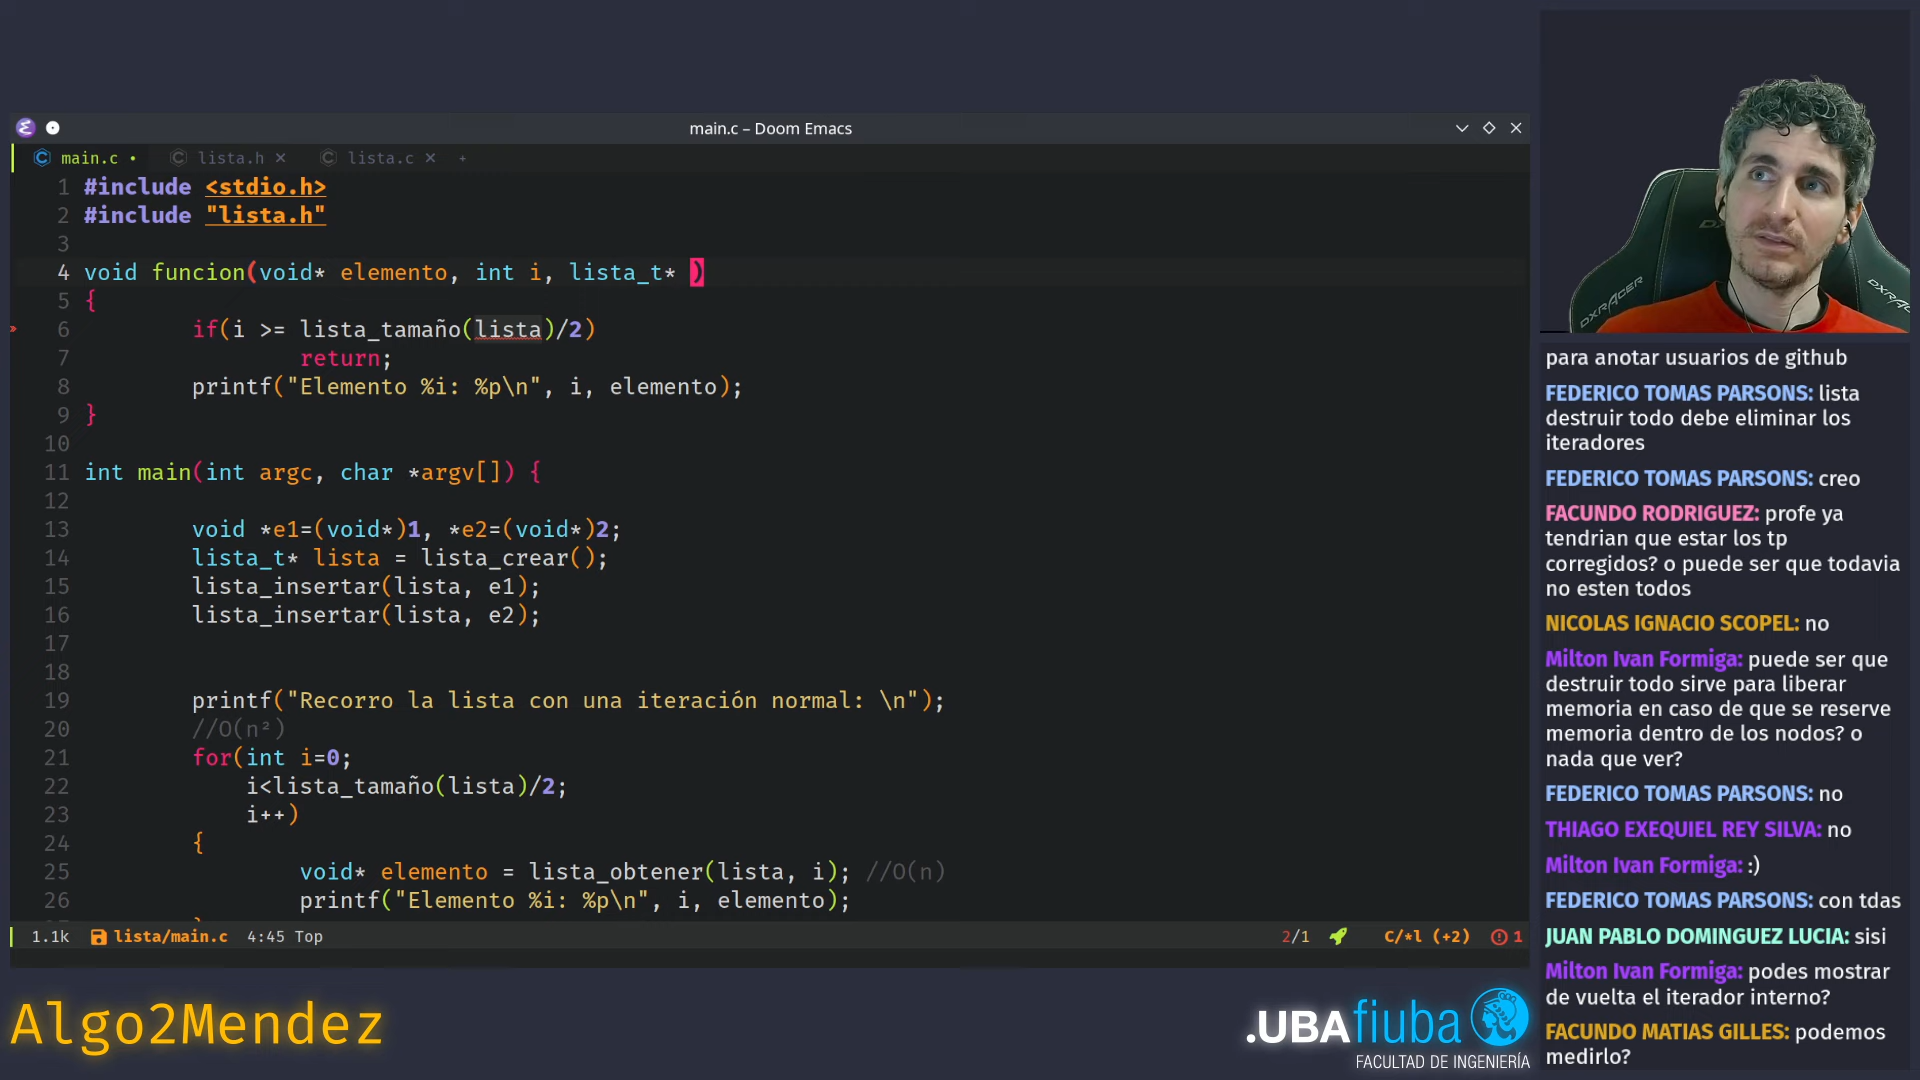 main.c – Doom Emacs
main.c • lista.h × lista.c × +
1 #include <stdio.h>
2 #include "lista.h"
3
4 void funcion(void* elemento, int i, lista_t* )
5 {
6 if(i >= lista_tamaño(lista)/2)
7 return;
8 printf("Elemento %i: %p\n", i, elemento);
9 }
10
11 int main(int argc, char *argv[]) {
12
13 void *e1=(void*)1, *e2=(void*)2;
14 lista_t* lista = lista_crear();
15 lista_insertar(lista, e1);
16 lista_insertar(lista, e2);
17
18
19 printf("Recorro la lista con una iteración normal: \n");
20 //O(n²)
21 for(int i=0;
22 i<lista_tamaño(lista)/2;
23 i++)
24 {
25 void* elemento = lista_obtener(lista, i); //O(n)
26 printf("Elemento %i: %p\n", i, elemento);
1.1k lista/main.c 4:45 Top 2/1 C/*l (+2) 1
Algo2Mendez
.UBAfiuba
FACULTAD DE INGENIERÍA
DXRACER
para anotar usuarios de github
FEDERICO TOMAS PARSONS: lista
destruir todo debe eliminar los
iteradores
FEDERICO TOMAS PARSONS: creo
FACUNDO RODRIGUEZ: profe ya
tendrian que estar los tp
corregidos? o puede ser que todavia
no esten todos
NICOLAS IGNACIO SCOPEL: no
Milton Ivan Formiga: puede ser que
destruir todo sirve para liberar
memoria en caso de que se reserve
memoria dentro de los nodos? o
nada que ver?
FEDERICO TOMAS PARSONS: no
THIAGO EXEQUIEL REY SILVA: no
Milton Ivan Formiga: :)
FEDERICO TOMAS PARSONS: con tdas
JUAN PABLO DOMINGUEZ LUCIA: sisi
Milton Ivan Formiga: podes mostrar
de vuelta el iterador interno?
FACUNDO MATIAS GILLES: podemos
medirlo?